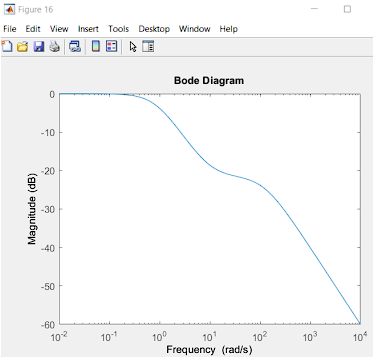 Figure 16
File Edit View Insert Tools Desktop Window Help
Bode Diagram
Magnitude (dB)
0
-10
-20
-30
-40
-50
-60
10^-2 10^-1 10^0 10^1 10^2 10^3 10^4
Frequency (rad/s)